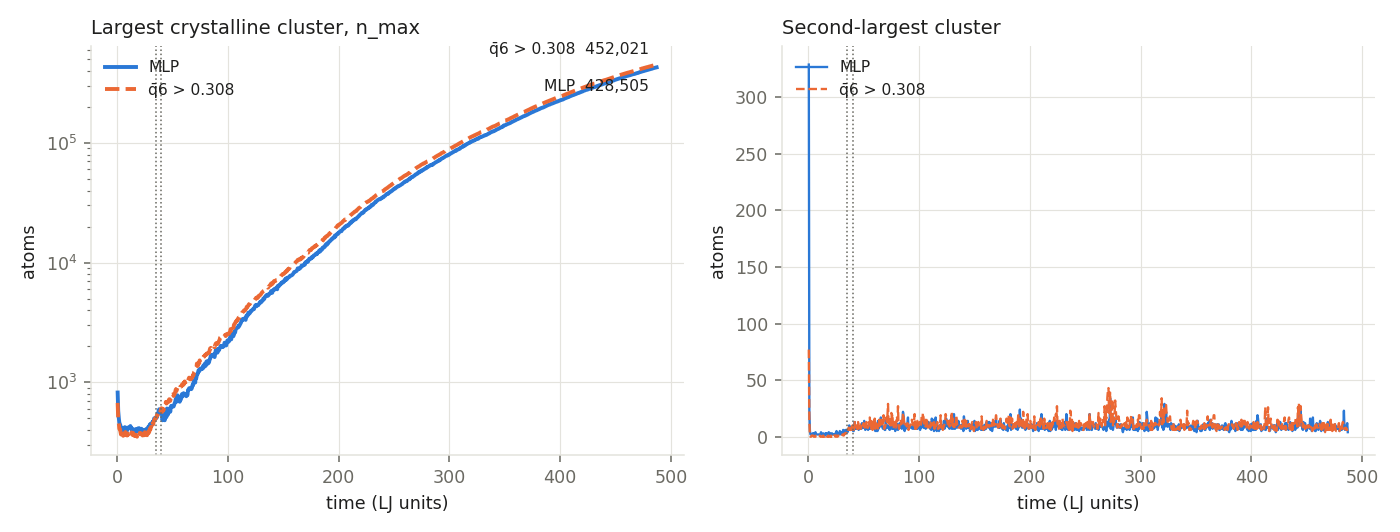 Largest crystalline cluster, n_max
q̄6 > 0.308 452,021
MLP
q̄6 > 0.308
MLP 428,505
10⁵
10⁴
10³
atoms
0 100 200 300 400 500
time (LJ units)
Second-largest cluster
MLP
q̄6 > 0.308
300
250
200
150
100
50
0
atoms
0 100 200 300 400 500
time (LJ units)